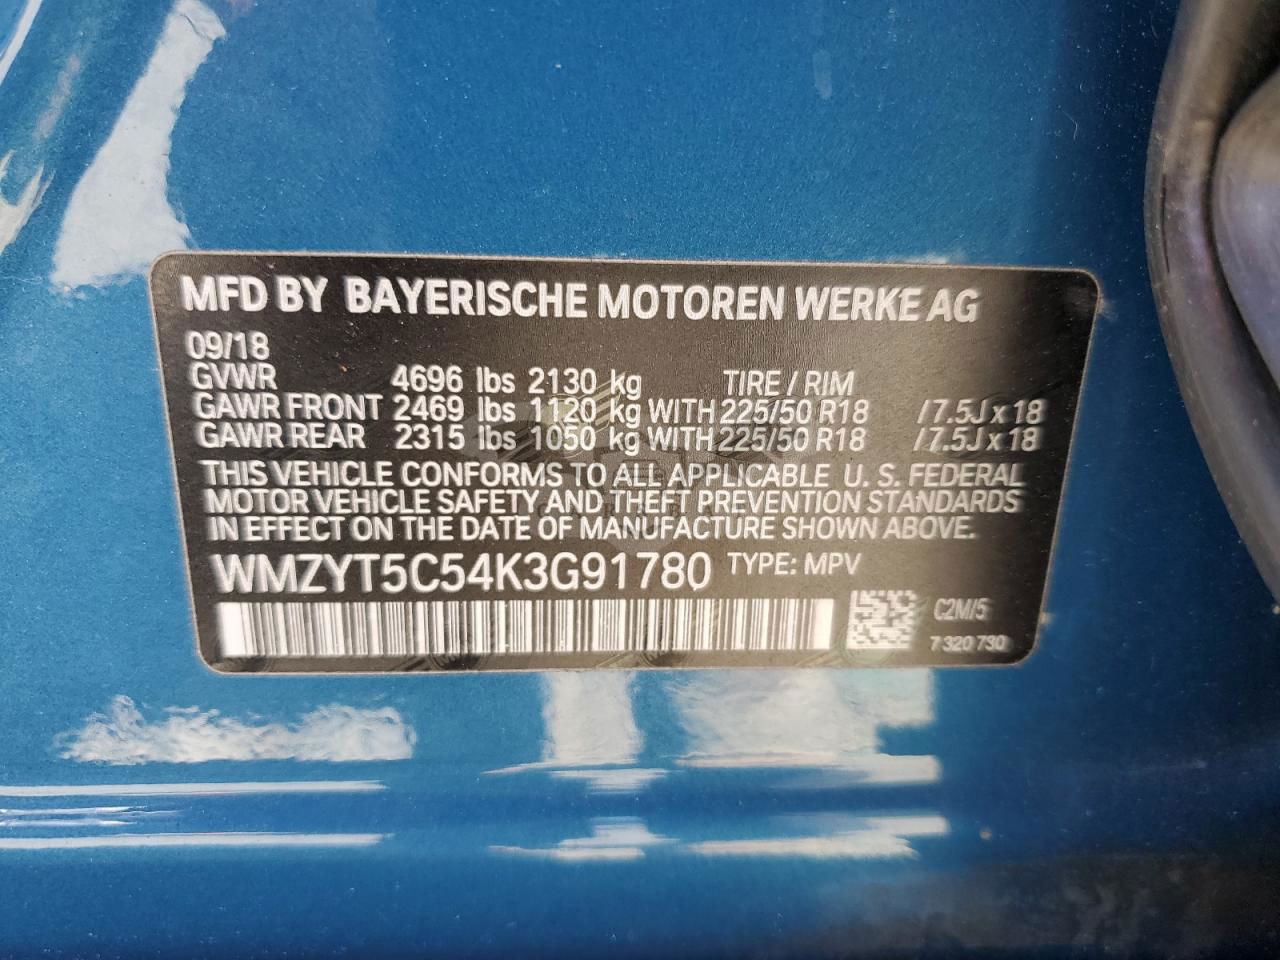 MFD BY BAYERISCHE MOTOREN WERKE AG
09/18
GVWR 4696 lbs 2130 kg TIRE / RIM
GAWR FRONT 2469 lbs 1120 kg WITH 225/50 R18 /7.5J x 18
GAWR REAR 2315 lbs 1050 kg WITH 225/50 R18 /7.5J x 18
THIS VEHICLE CONFORMS TO ALL APPLICABLE U. S. FEDERAL
MOTOR VEHICLE SAFETY AND THEFT PREVENTION STANDARDS
IN EFFECT ON THE DATE OF MANUFACTURE SHOWN ABOVE.
WMZYT5C54K3G91780 TYPE: MPV
C2M/5
7 320 730